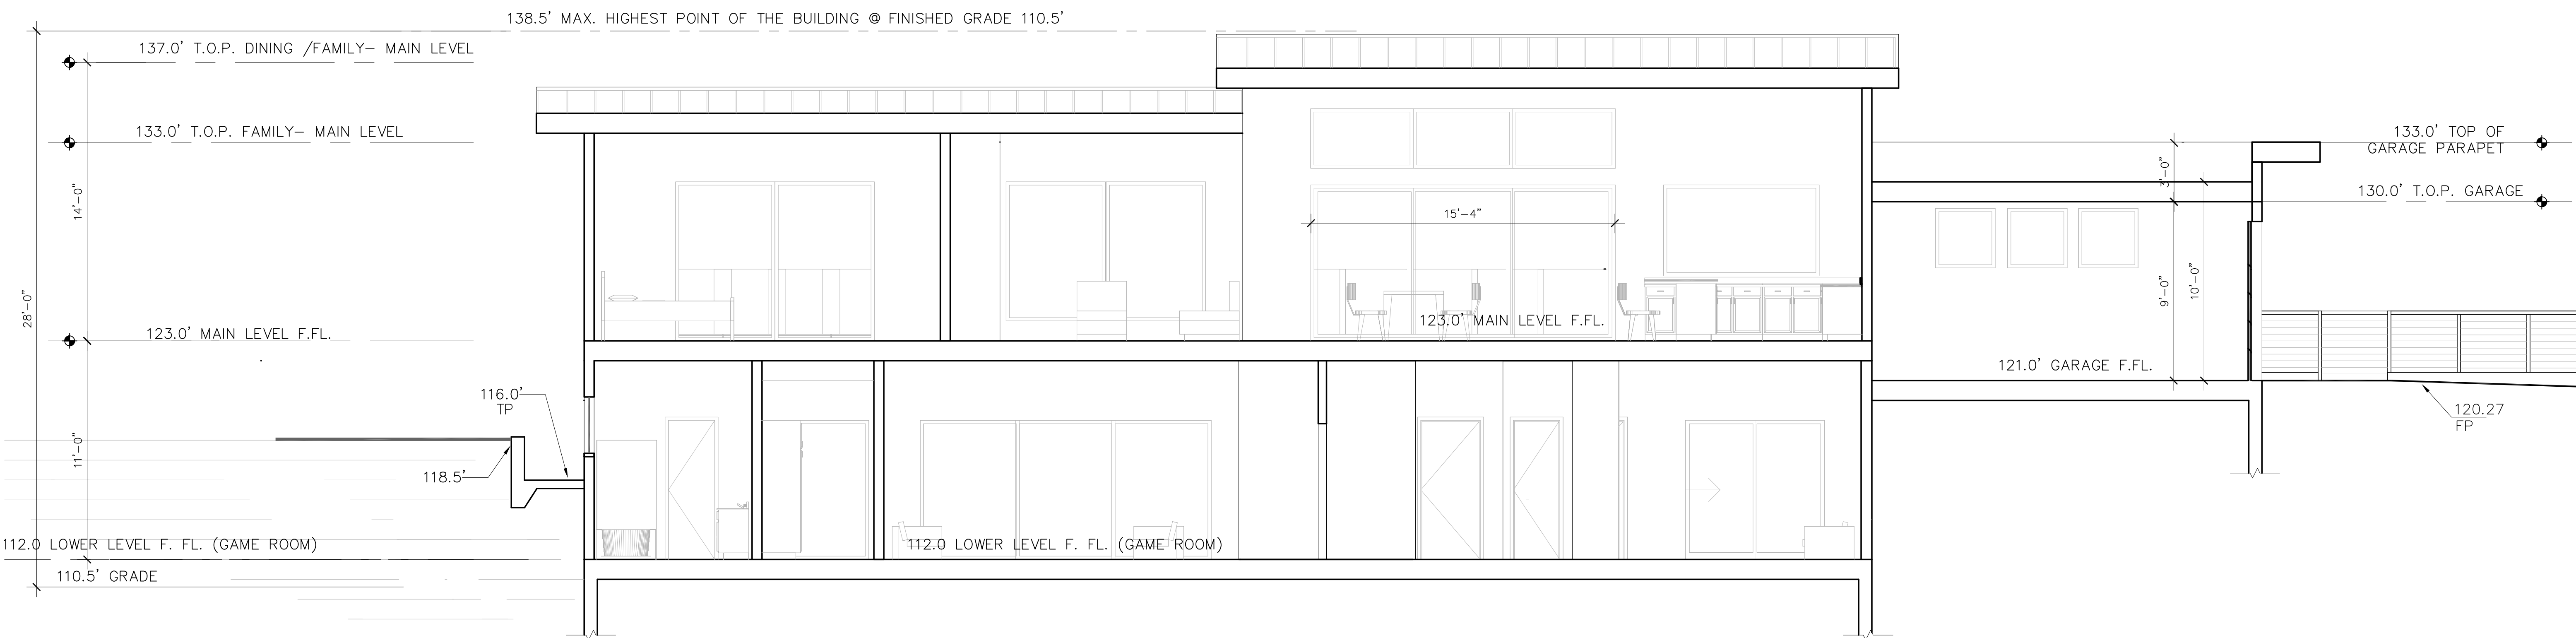 138.5' MAX. HIGHEST POINT OF THE BUILDING @ FINISHED GRADE 110.5'
137.0' T.O.P. DINING /FAMILY– MAIN LEVEL
133.0' T.O.P. FAMILY– MAIN LEVEL
133.0' TOP OF
GARAGE PARAPET
3'–0"
130.0' T.O.P. GARAGE
14'–0"
15'–4"
28'–0"
9'–0"
10'–0"
123.0' MAIN LEVEL F.FL.
123.0' MAIN LEVEL F.FL.
121.0' GARAGE F.FL.
116.0'
TP
120.27
FP
11'–0"
118.5'
112.0 LOWER LEVEL F. FL. (GAME ROOM)
112.0 LOWER LEVEL F. FL. (GAME ROOM)
110.5' GRADE